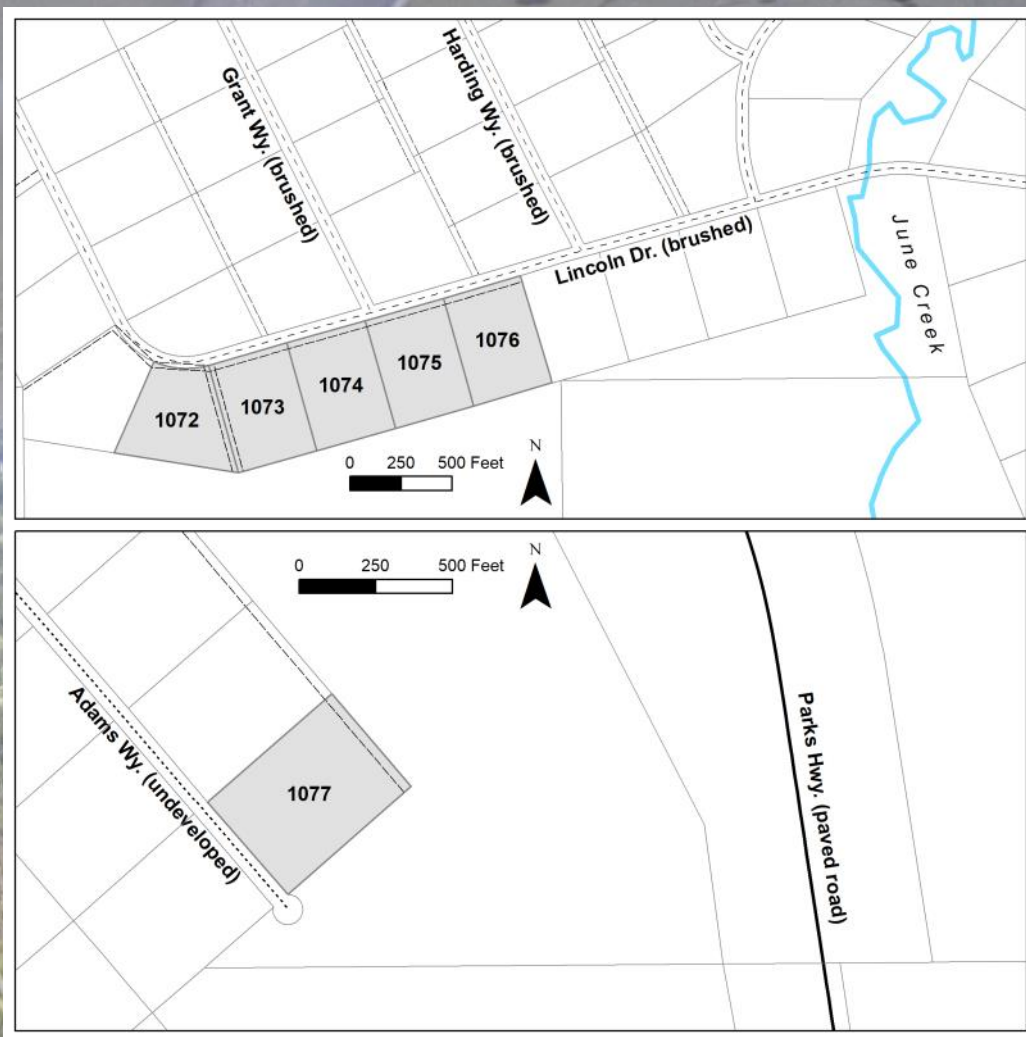 Grant Wy. (brushed)
Harding Wy. (brushed)
Lincoln Dr. (brushed)
June Creek
1072
1073
1074
1075
1076
0 250 500 Feet
N
0 250 500 Feet
N
Adams Wy. (undeveloped)
1077
Parks Hwy. (paved road)